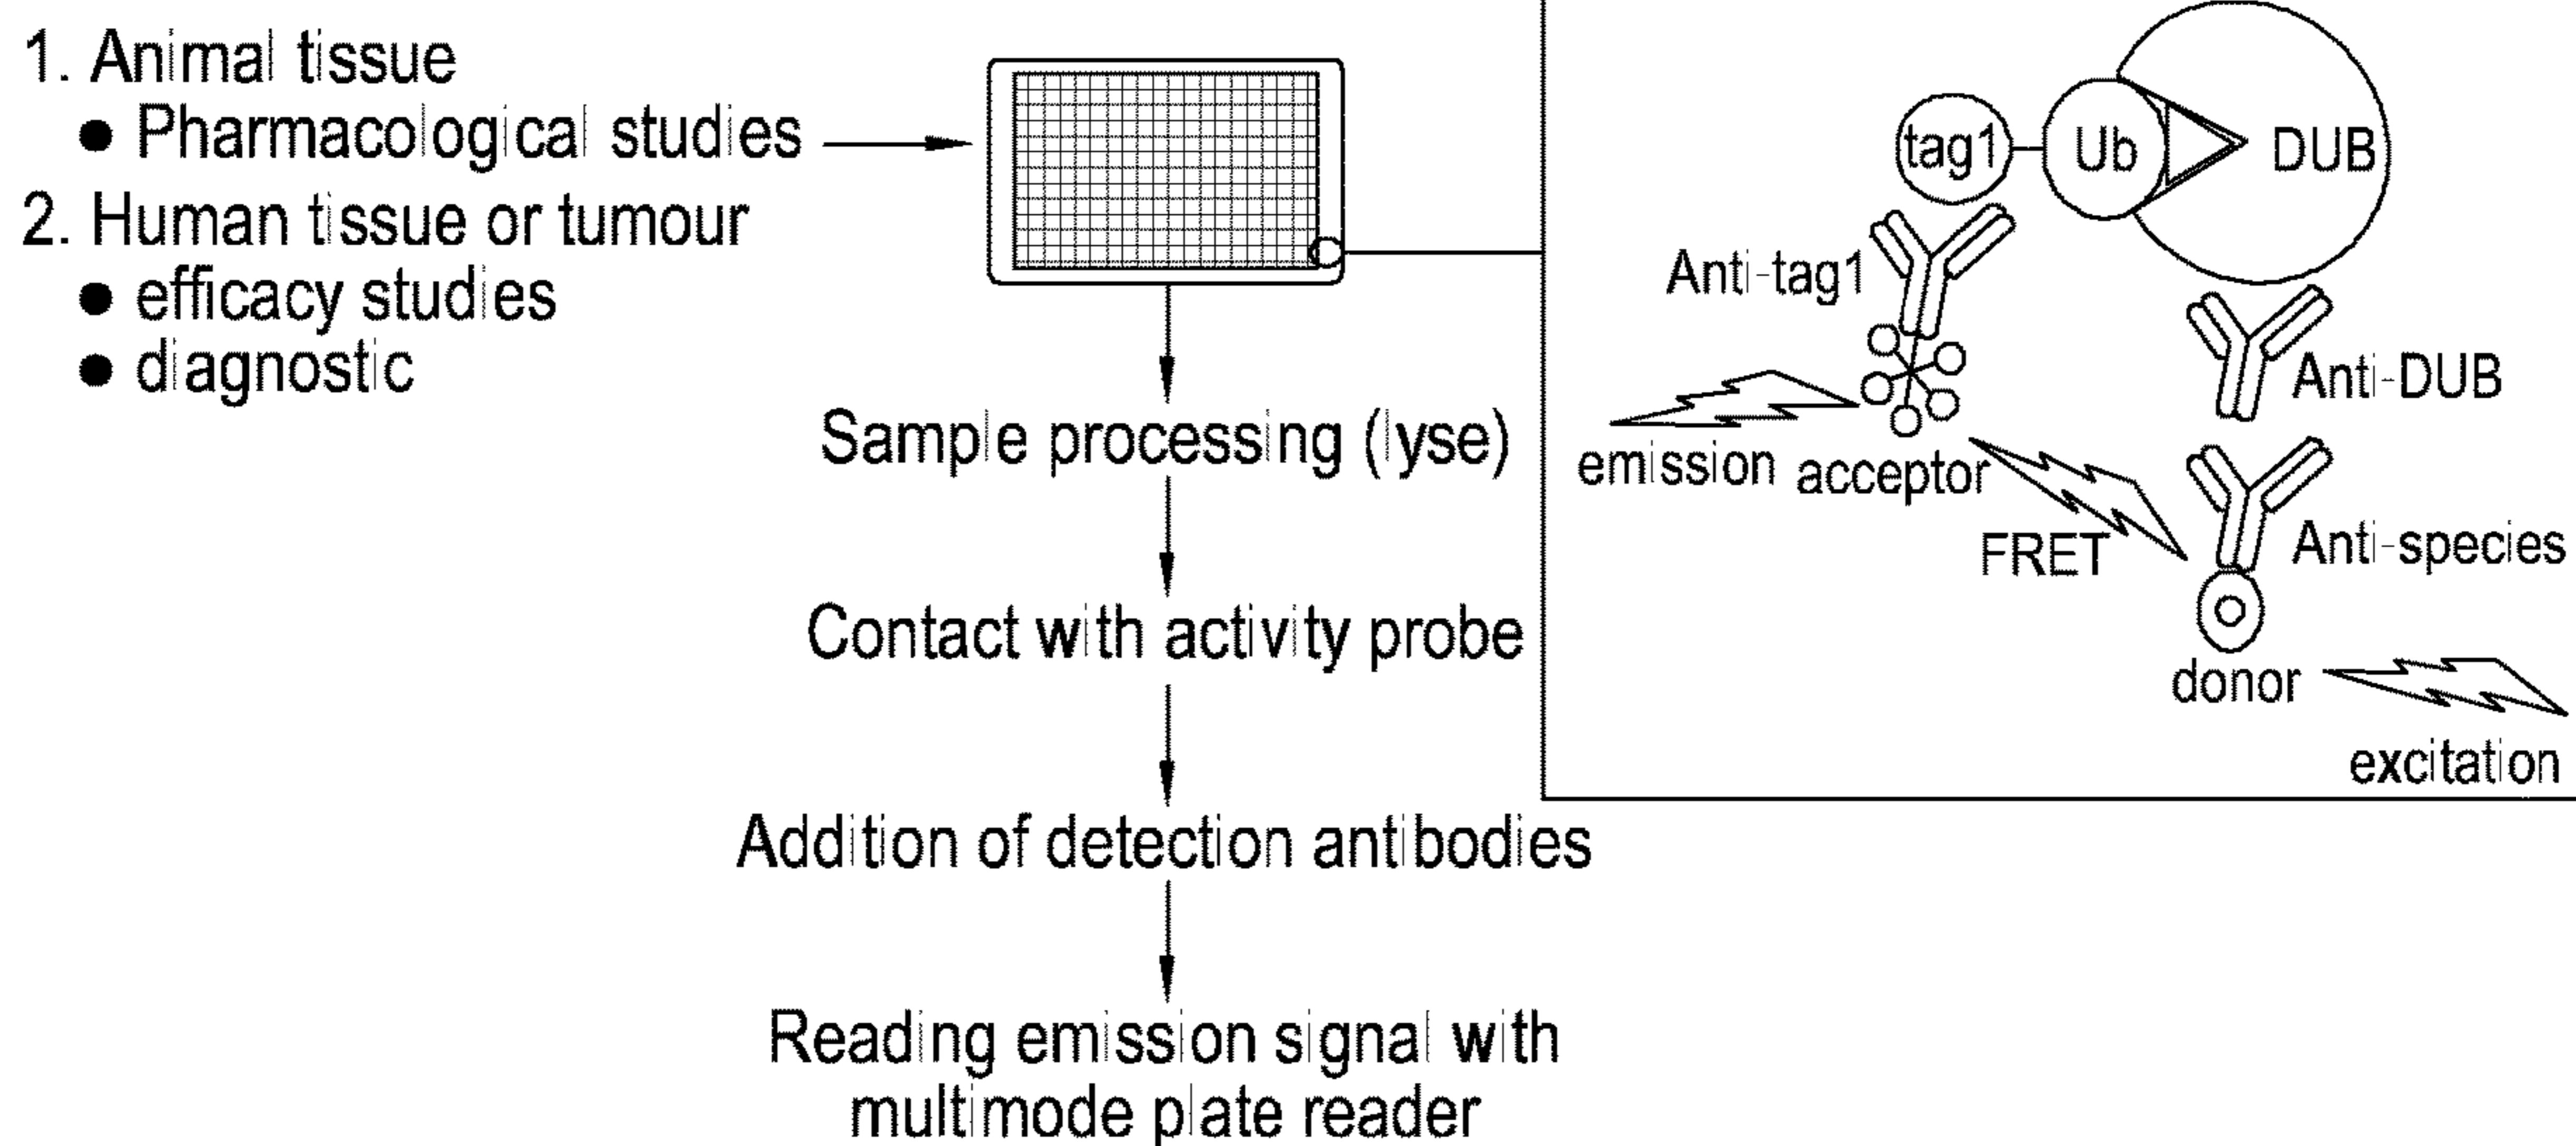 1. Animal tissue
● Pharmacological studies
2. Human tissue or tumour
● efficacy studies
● diagnostic
Sample processing (lyse)
Contact with activity probe
Addition of detection antibodies
Reading emission signal with
multimode plate reader
tag1
Ub
DUB
Anti-tag1
Anti-DUB
emission
acceptor
FRET
Anti-species
donor
excitation